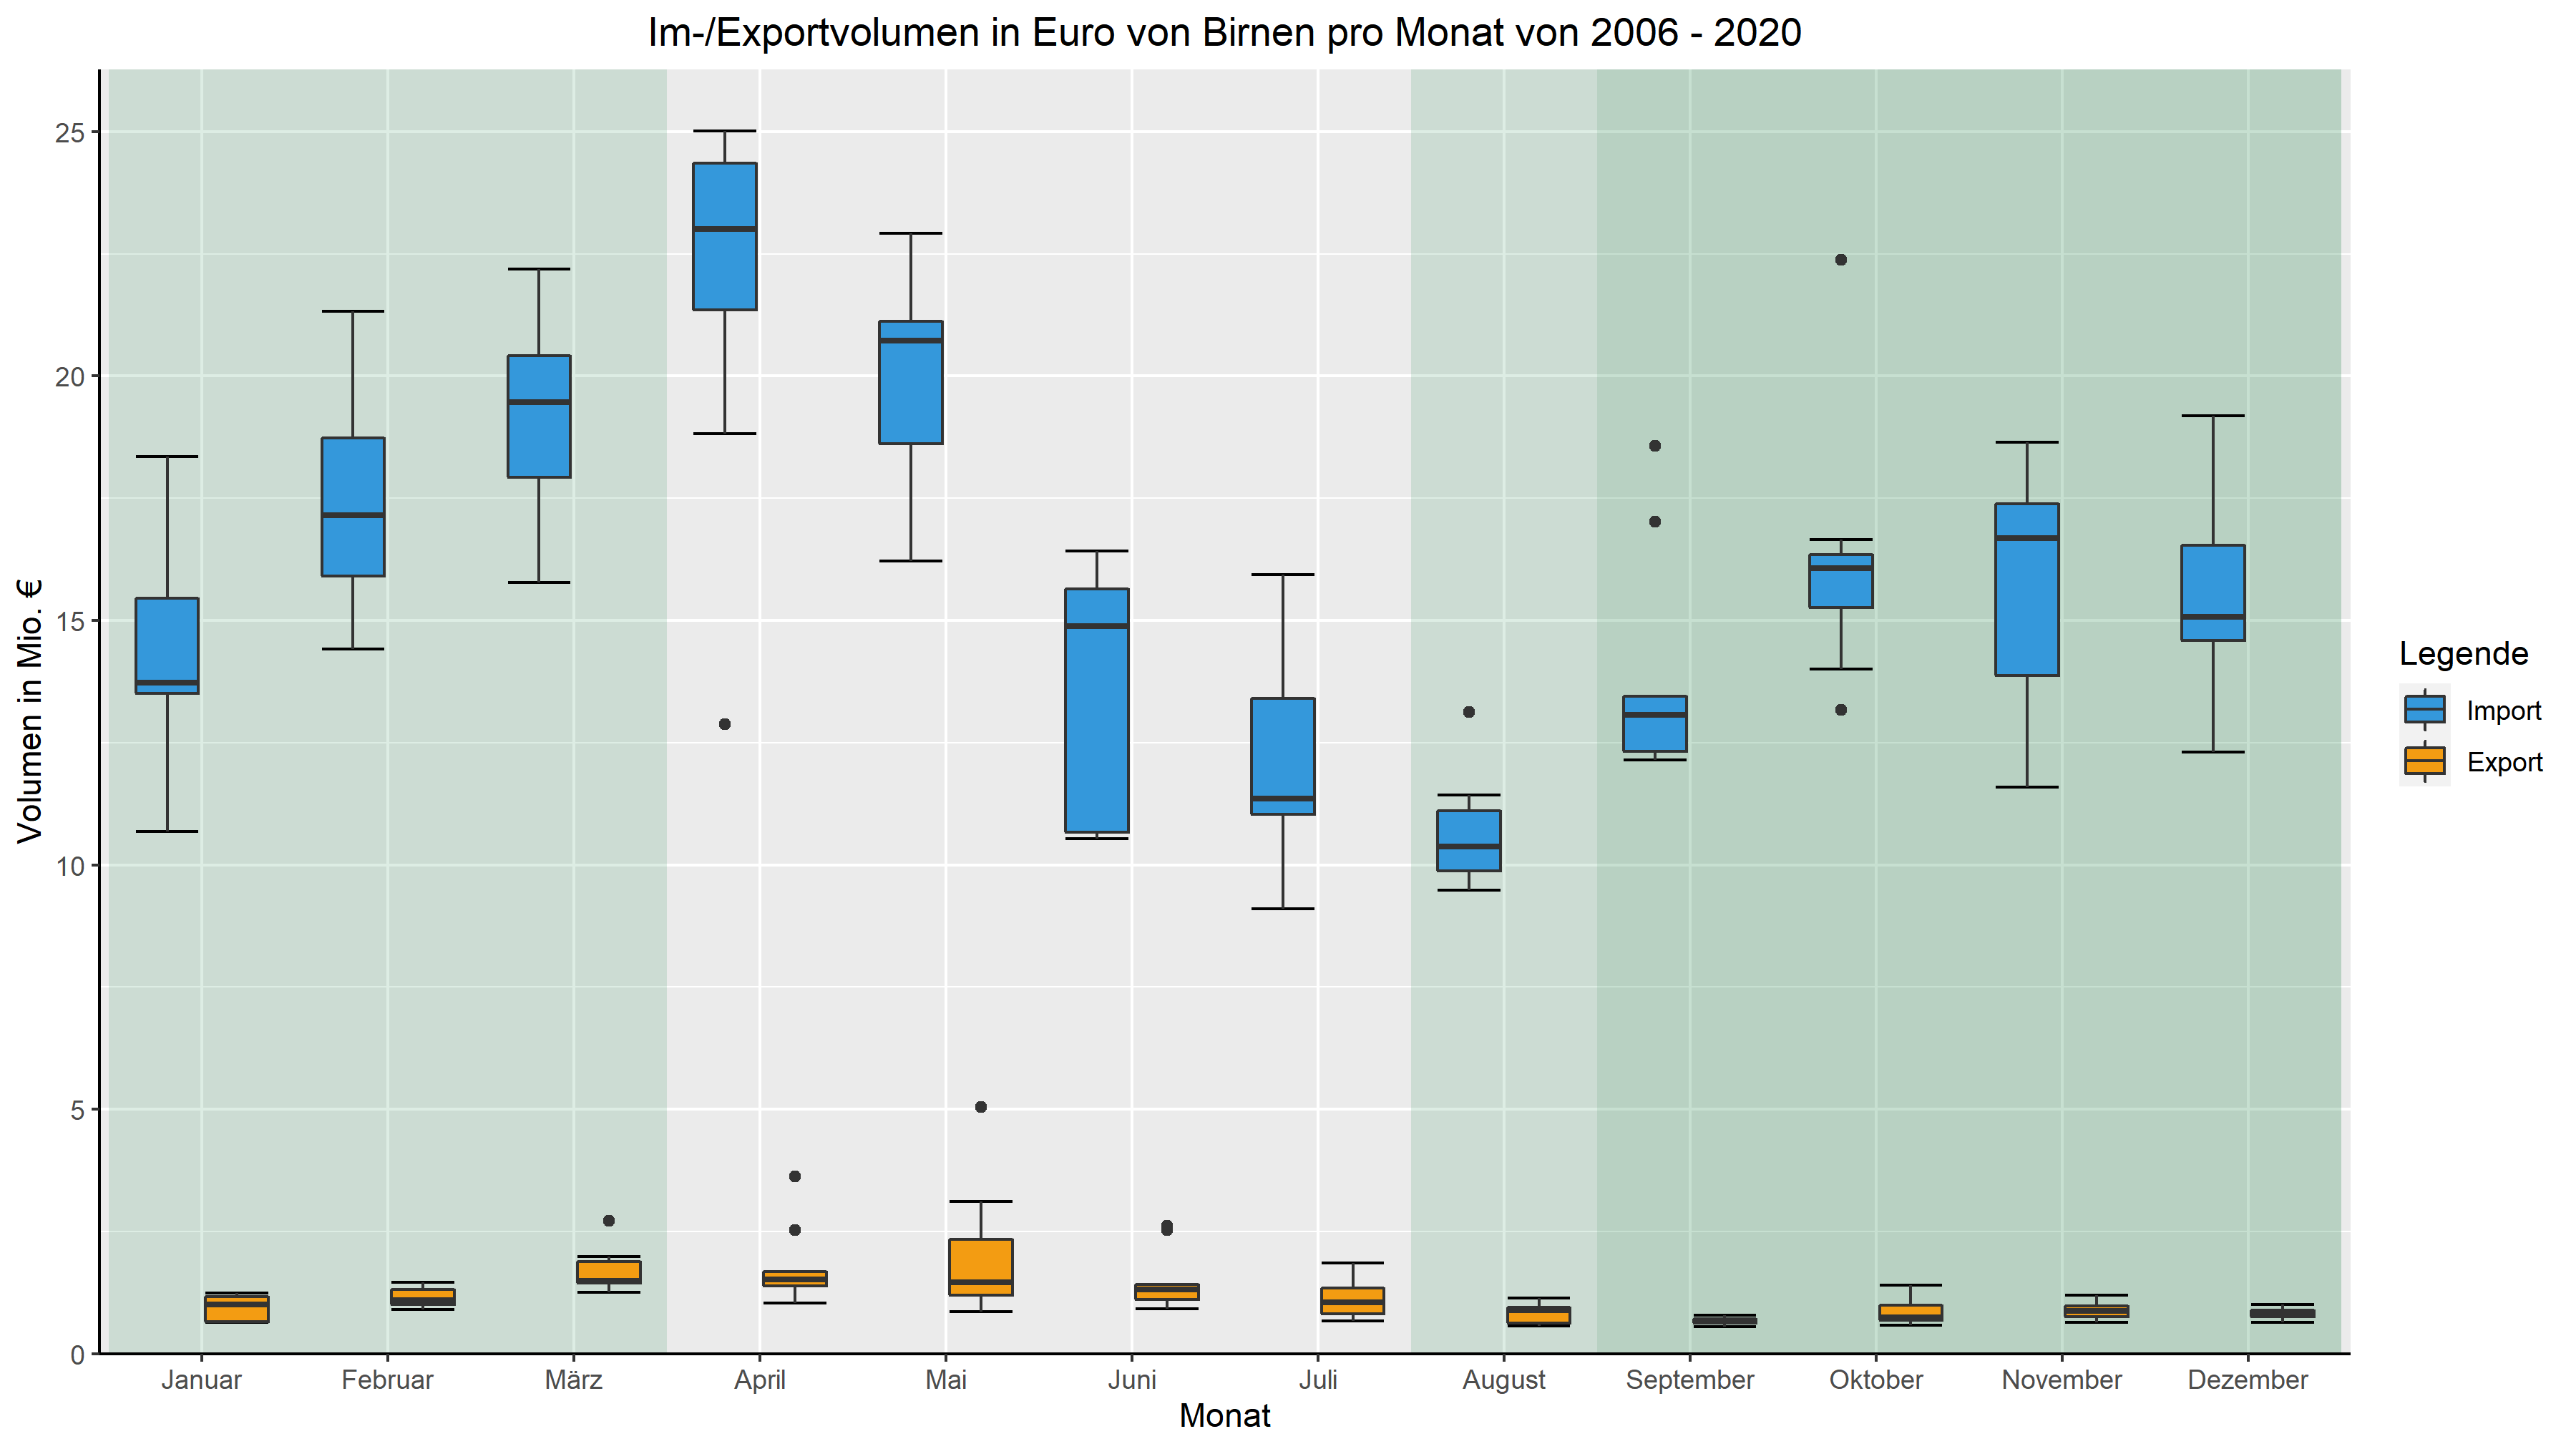 Im-/Exportvolumen in Euro von Birnen pro Monat von 2006 - 2020
Volumen in Mio. €
25
20
15
10
5
0
Januar Februar März April Mai Juni Juli August September Oktober November Dezember
Monat
Legende
Import
Export